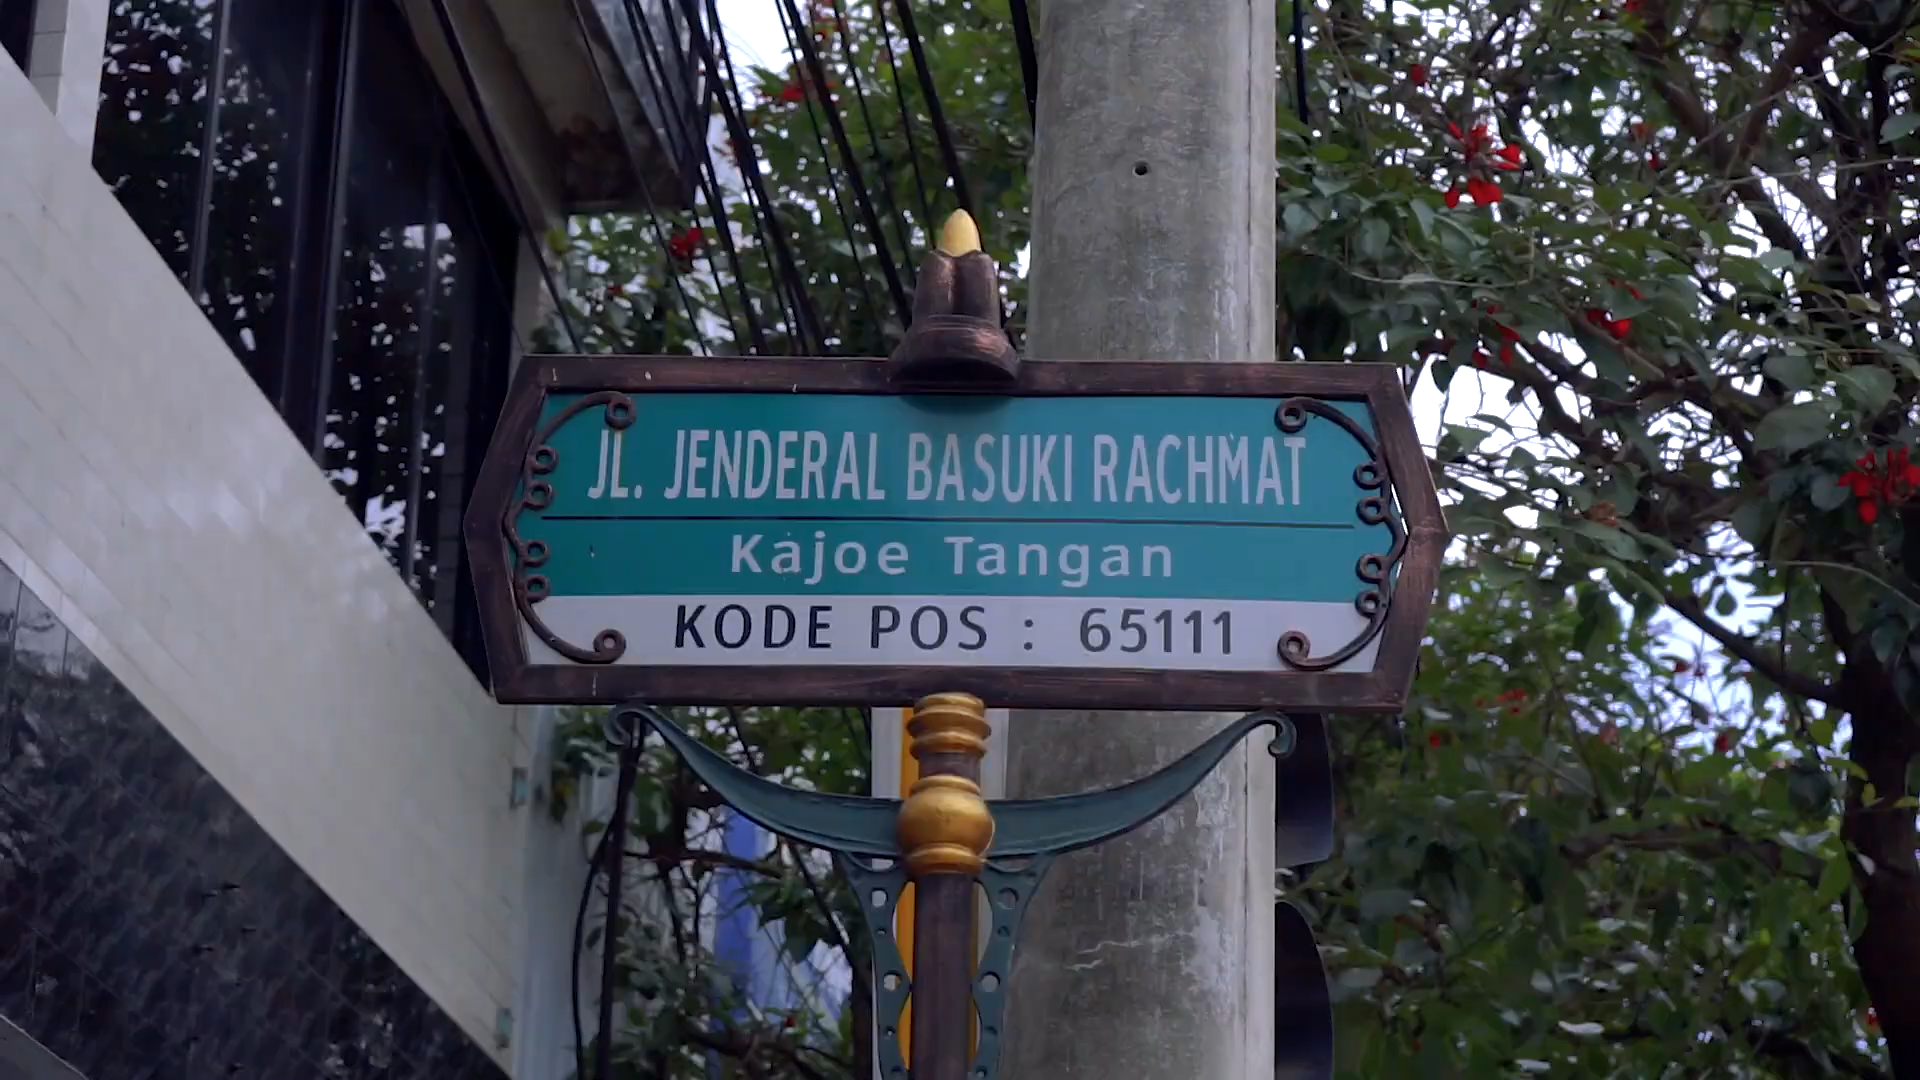 JL. JENDERAL BASUKI RACHMAT
Kajoe Tangan
KODE POS : 65111